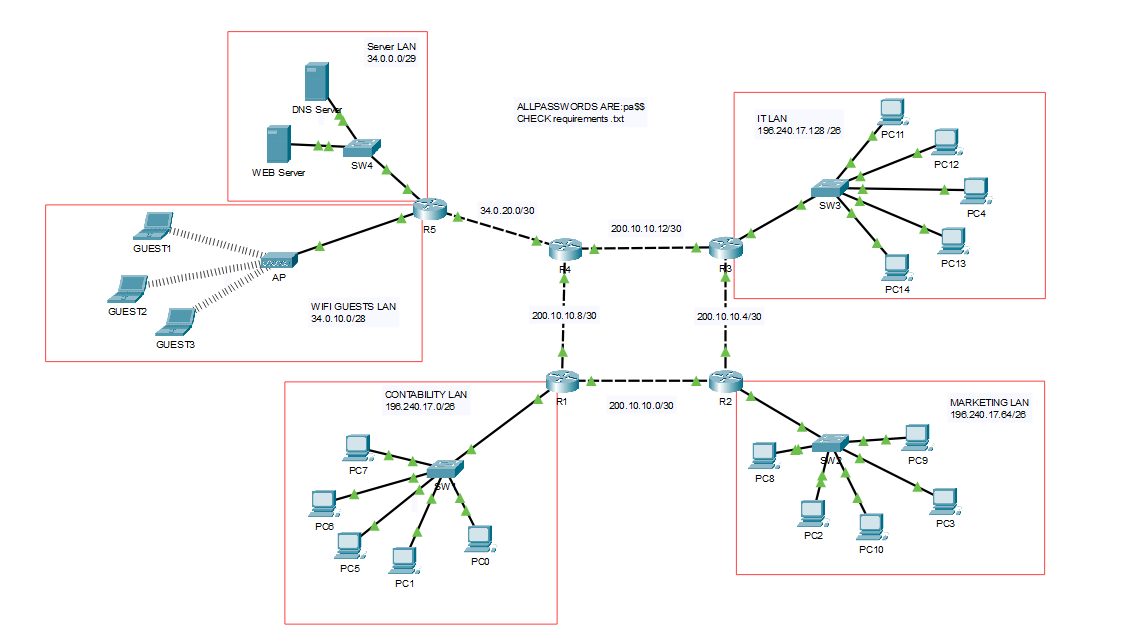 Server LAN
34.0.0.0/29
DNS Server
WEB Server
SW4
ALLPASSWORDS ARE:pa$$
CHECK requirements .txt
IT LAN
196.240.17.128 /26
PC11
PC12
PC4
PC13
PC14
SW3
R5
34.0.20.0/30
200.10.10.12/30
R4
R3
GUEST1
GUEST2
GUEST3
AP
WIFI GUESTS LAN
34.0.10.0/28
200.10.10.8/30
200.10.10.4/30
R1
R2
200.10.10.0/30
CONTABILITY LAN
196.240.17.0/26
PC7
PC6
PC5
PC1
PC0
MARKETING LAN
196.240.17.64/26
PC9
SW2
PC8
PC3
PC2
PC10